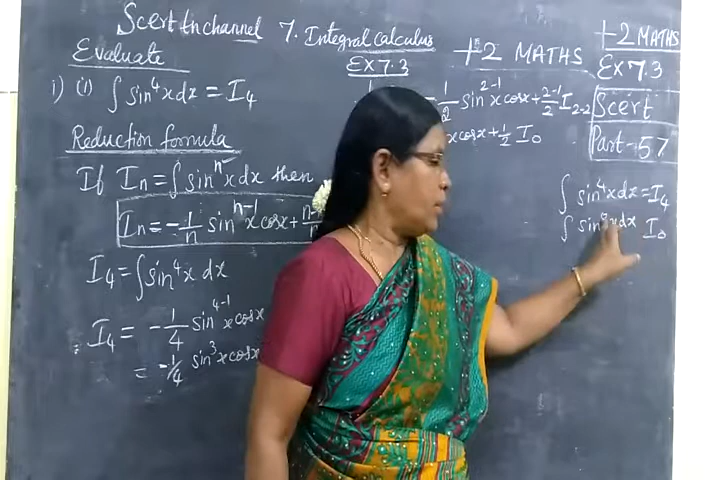 Scert tn channel 7. Integral calculus +2 MATHS
Ex 7.3
Evaluate
i) (i) ∫ sin⁴x dx = I₄
Reduction formula
If Iₙ = ∫ sinⁿx dx then
Iₙ = -1/n sinⁿ⁻¹x cosx +
I₄ = ∫ sin⁴x dx
∴ I₄ = -1/4 sin⁴⁻¹x cosx
= -1/4 sin³x cosx
-1/2 sin²⁻¹x cosx + 2-1/2 I₂₋₂
x cosx + 1/2 I₀
+2 MATHS
Ex 7.3
Scert
Part-57
∫ sin⁴x dx = I₄
∫ sin⁰x dx I₀